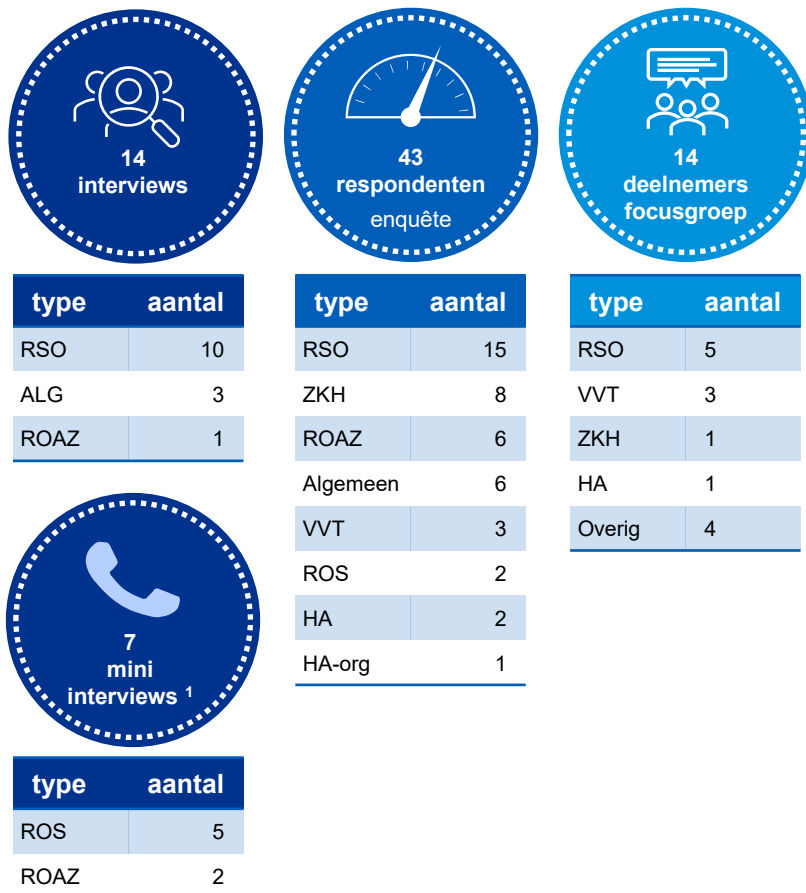 14
interviews
type aantal
RSO 10
ALG 3
ROAZ 1
7
mini
interviews ¹
type aantal
ROS 5
ROAZ 2
43
respondenten
enquête
type aantal
RSO 15
ZKH 8
ROAZ 6
Algemeen 6
VVT 3
ROS 2
HA 2
HA-org 1
14
deelnemers
focusgroep
type aantal
RSO 5
VVT 3
ZKH 1
HA 1
Overig 4